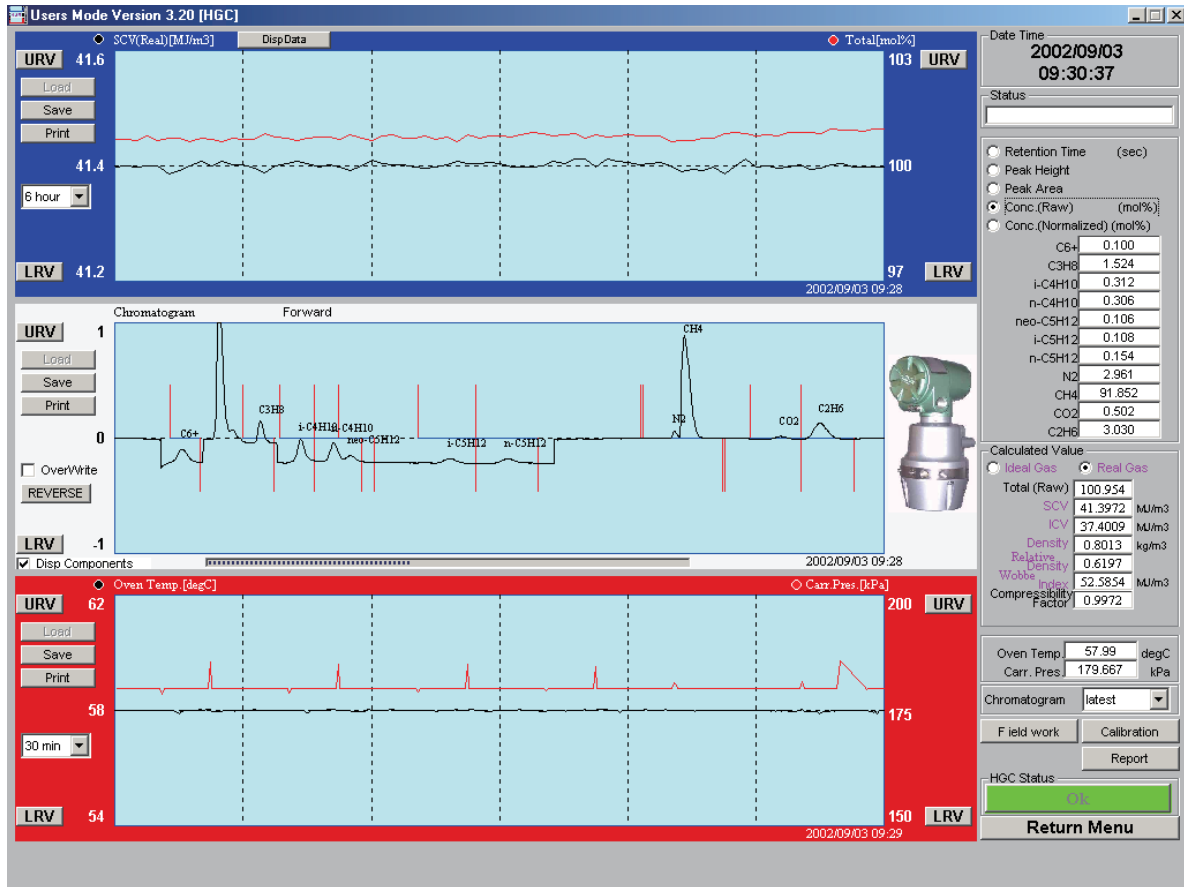 Users Mode Version 3.20 [HGC]
SCV(Real)[MJ/m3]
DispData
Total[mol%]
URV 41.6
103 URV
Load
Save
Print
41.4
100
6 hour
LRV 41.2
97 LRV
2002/09/03 09:28
Chromatogram
Forward
URV 1
Load
Save
Print
0
OverWrite
REVERSE
LRV -1
Disp Components
C6+
C3H8
i-C4H10
n-C4H10
neo-C5H12
i-C5H12
n-C5H12
N2
CH4
CO2
C2H6
2002/09/03 09:28
Oven Temp.[degC]
Carr.Pres.[kPa]
URV 62
200 URV
Load
Save
Print
58
175
30 min
LRV 54
150 LRV
2002/09/03 09:29
Date Time
2002/09/03
09:30:37
Status
Retention Time (sec)
Peak Height
Peak Area
Conc.(Raw) (mol%)
Conc.(Normalized) (mol%)
C6+ 0.100
C3H8 1.524
i-C4H10 0.312
n-C4H10 0.306
neo-C5H12 0.106
i-C5H12 0.108
n-C5H12 0.154
N2 2.961
CH4 91.852
CO2 0.502
C2H6 3.030
Calculated Value
Ideal Gas Real Gas
Total (Raw) 100.954
SCV 41.3972 MJ/m3
ICV 37.4009 MJ/m3
Density 0.8013 kg/m3
Relative
Density 0.6197
Wobbe
Index 52.5854 MJ/m3
Compressibility
Factor 0.9972
Oven Temp. 57.99 degC
Carr. Pres. 179.667 kPa
Chromatogram latest
Field work
Calibration
Report
HGC Status
Ok
Return Menu